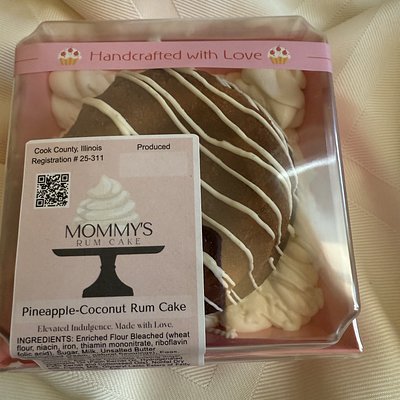 Handcrafted with Love
Cook County, Illinois
Produced
Registration # 25-311
MOMMY'S
RUM CAKE
Pineapple-Coconut Rum Cake
Elevated Indulgence. Made with Love.
INGREDIENTS: Enriched Flour Bleached (wheat
flour, niacin, iron, thiamin mononitrate, riboflavin
folic acid), Sugar, Milk, Unsalted Butter,